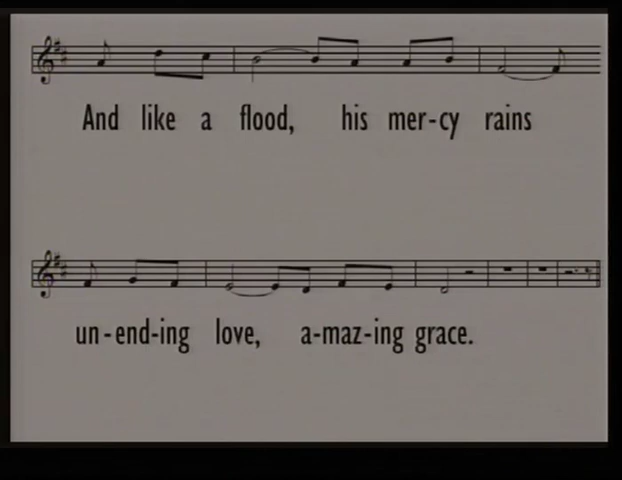 And like a flood, his mer-cy rains
un-end-ing love, a-maz-ing grace.